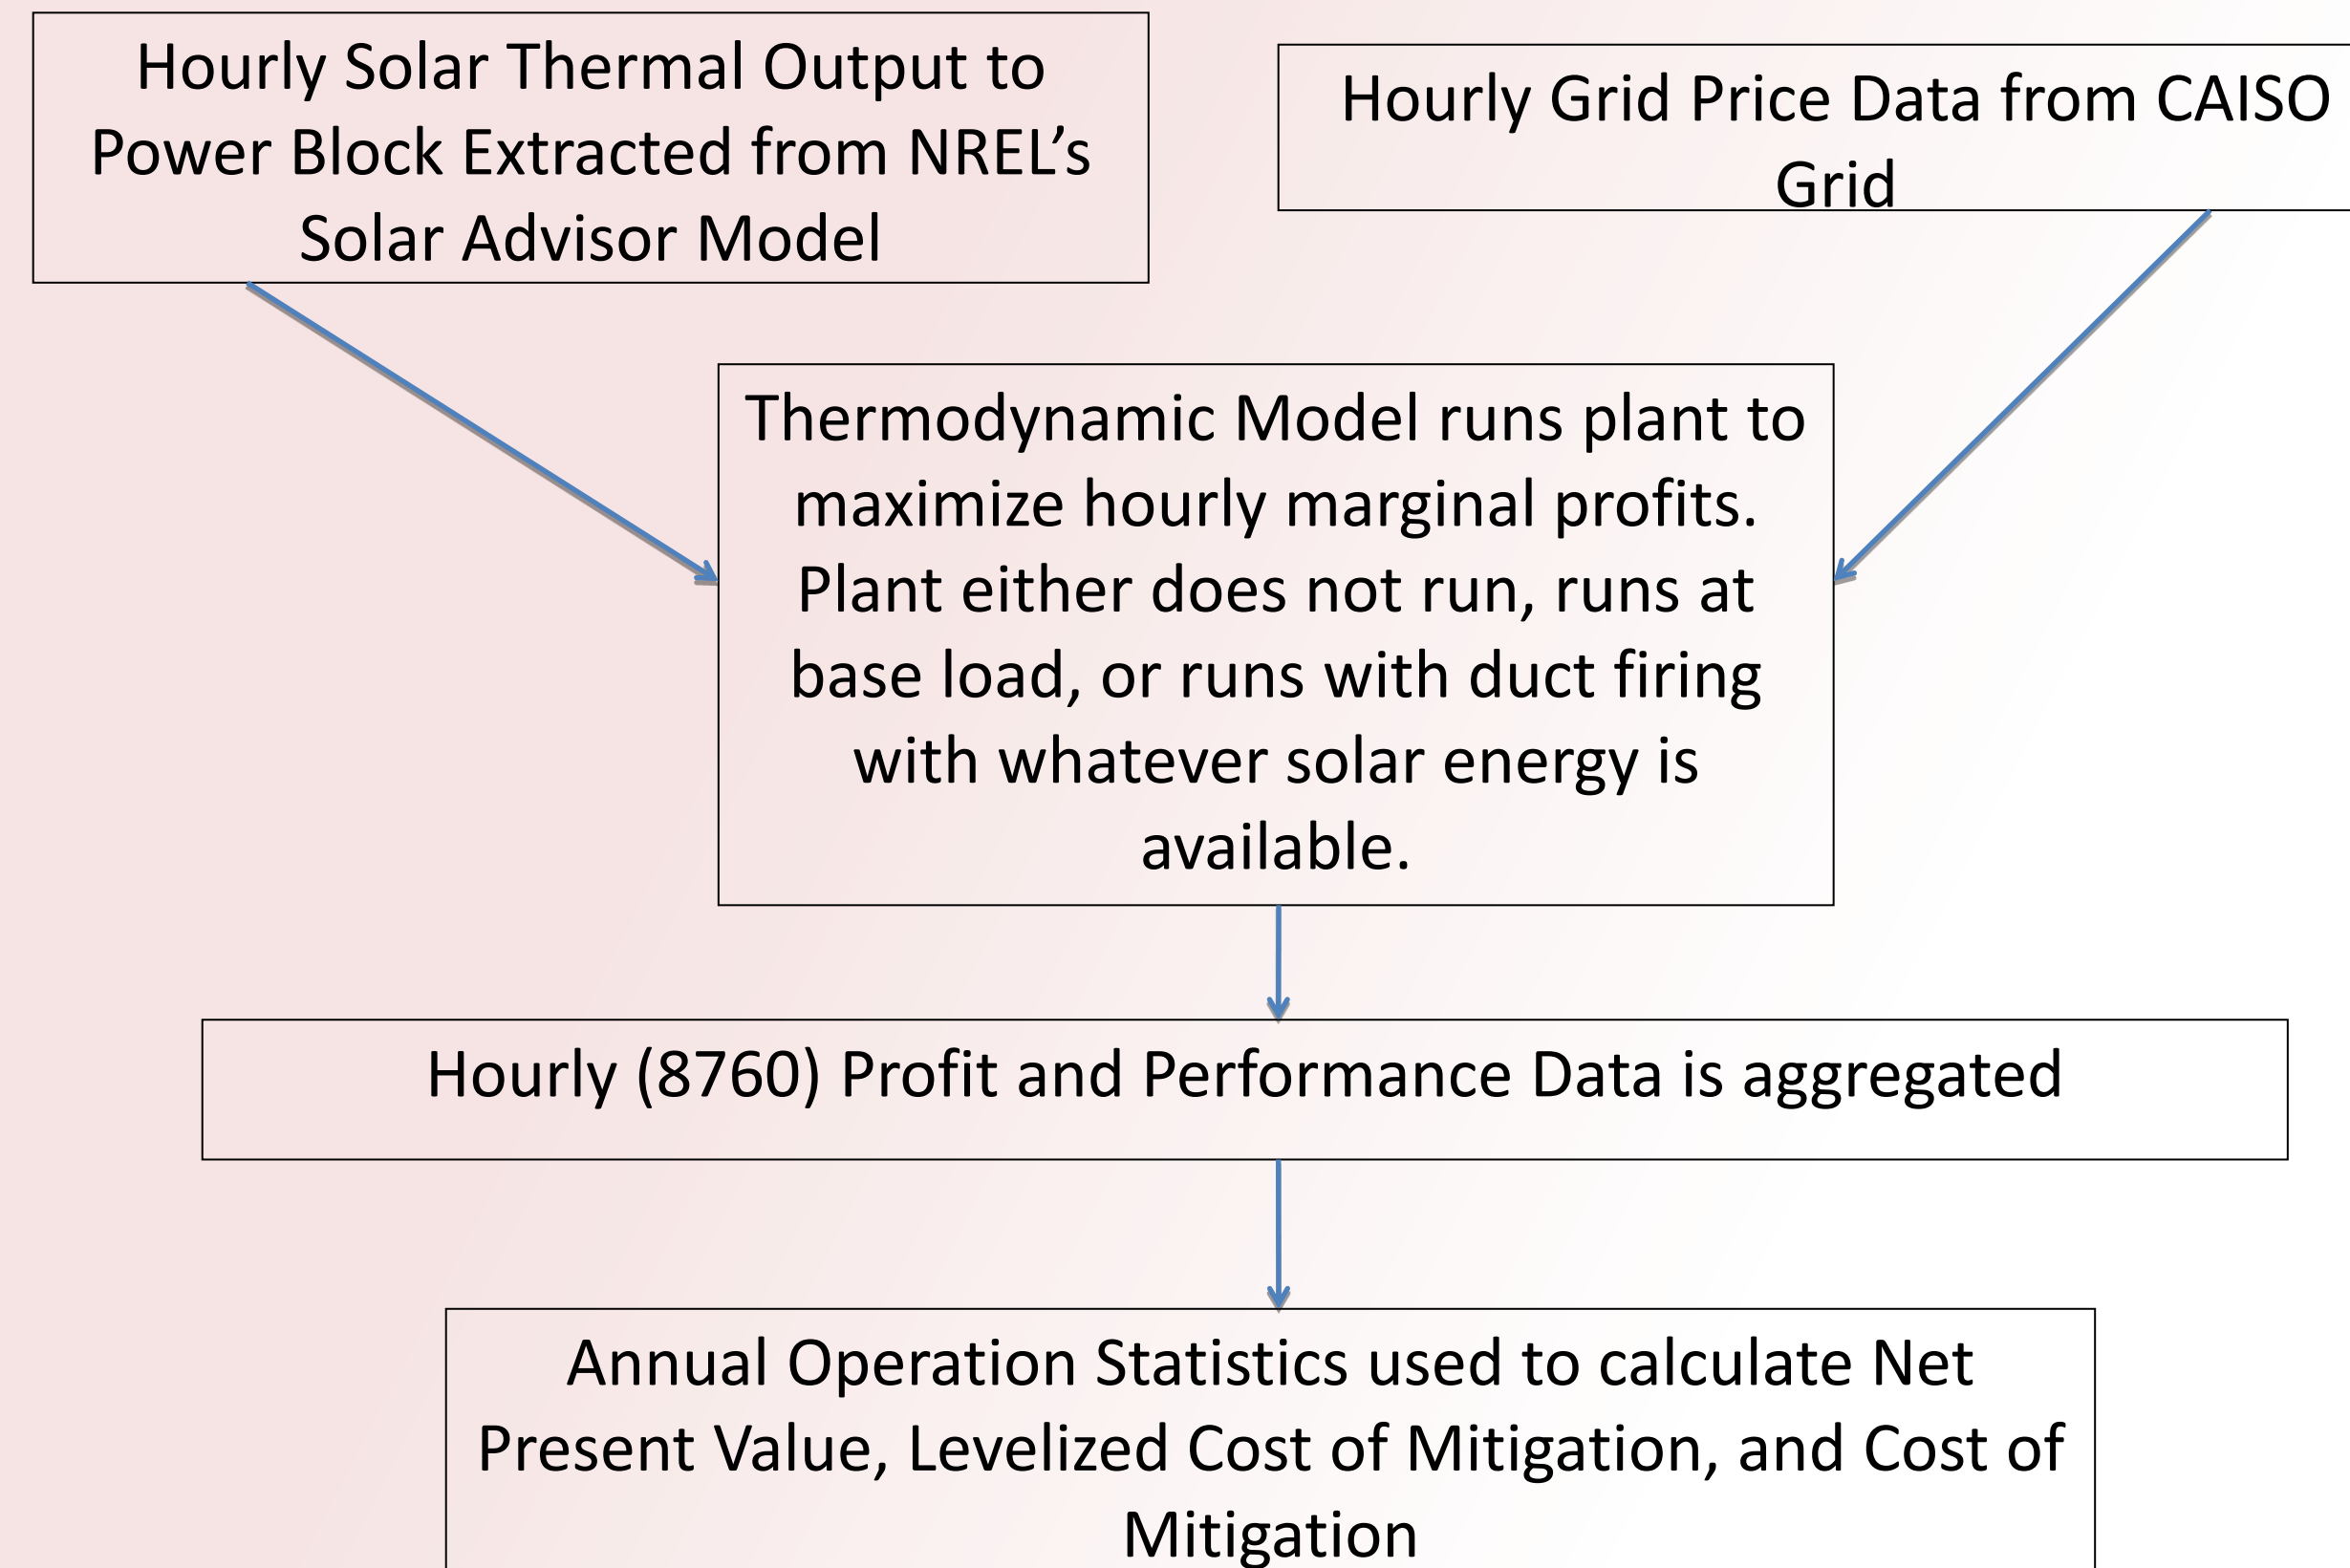 Hourly Solar Thermal Output to
Power Block Extracted from NREL’s
Solar Advisor Model
Hourly Grid Price Data from CAISO
Grid
Thermodynamic Model runs plant to
maximize hourly marginal profits.
Plant either does not run, runs at
base load, or runs with duct firing
with whatever solar energy is
available.
Hourly (8760) Profit and Performance Data is aggregated
Annual Operation Statistics used to calculate Net
Present Value, Levelized Cost of Mitigation, and Cost of
Mitigation